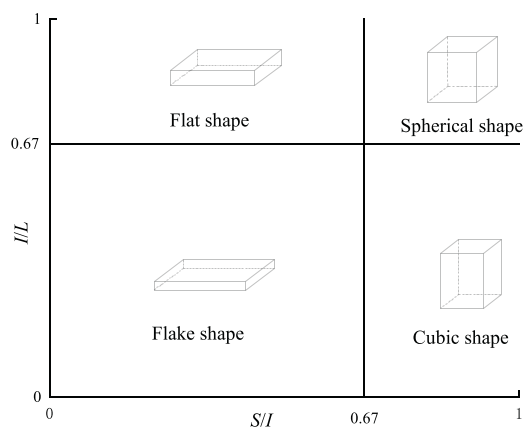 1
Flat shape
Spherical shape
0.67
I/L
Flake shape
Cubic shape
0
0
S/I
0.67
1